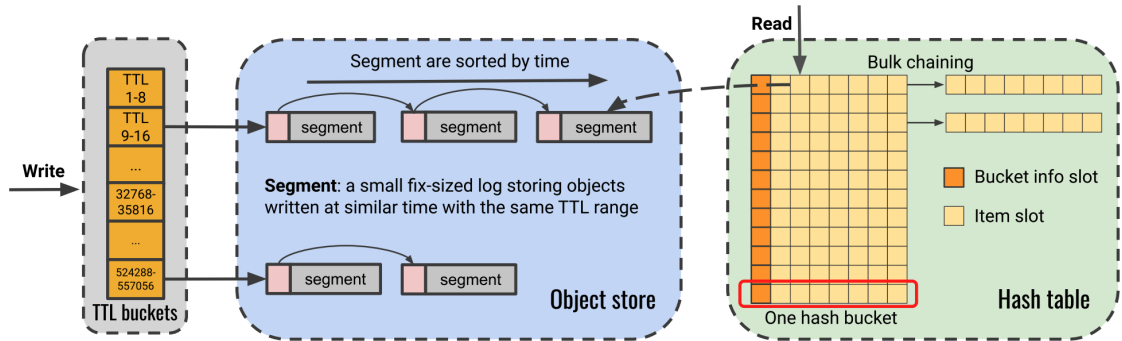 Write
TTL
1-8
TTL
9-16
...
32768-
35816
...
524288-
557056
TTL buckets
Segment are sorted by time
segment
segment
segment
Segment: a small fix-sized log storing objects
written at similar time with the same TTL range
segment
segment
Object store
Read
Bulk chaining
Bucket info slot
Item slot
One hash bucket
Hash table